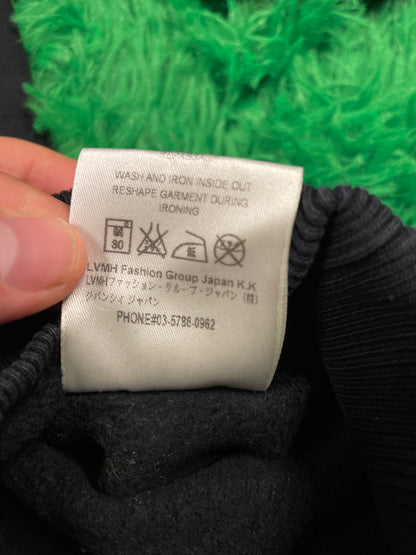 WASH AND IRON INSIDE OUT
RESHAPE GARMENT DURING
IRONING
弱
30
LVMH Fashion Group Japan K.K
LVMHファッション・グループ・ジャパン (株)
ジバンシィ ジャパン
PHONE#03-5786-0962